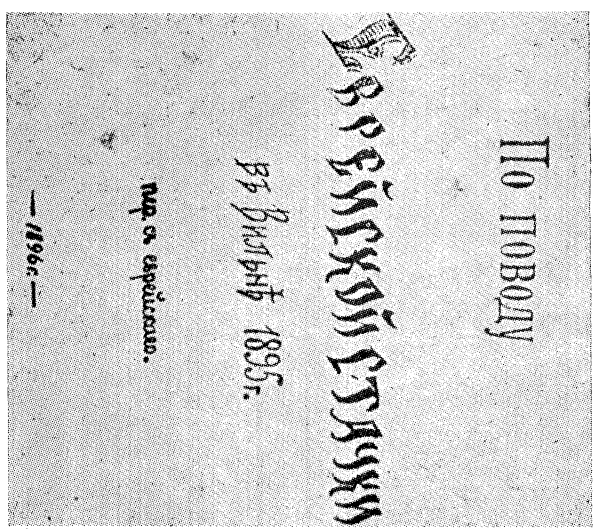 По поводу
Еврейской стачки
въ Вильнѣ 1895г.
пер. съ еврейскаго.
— 1896г. —